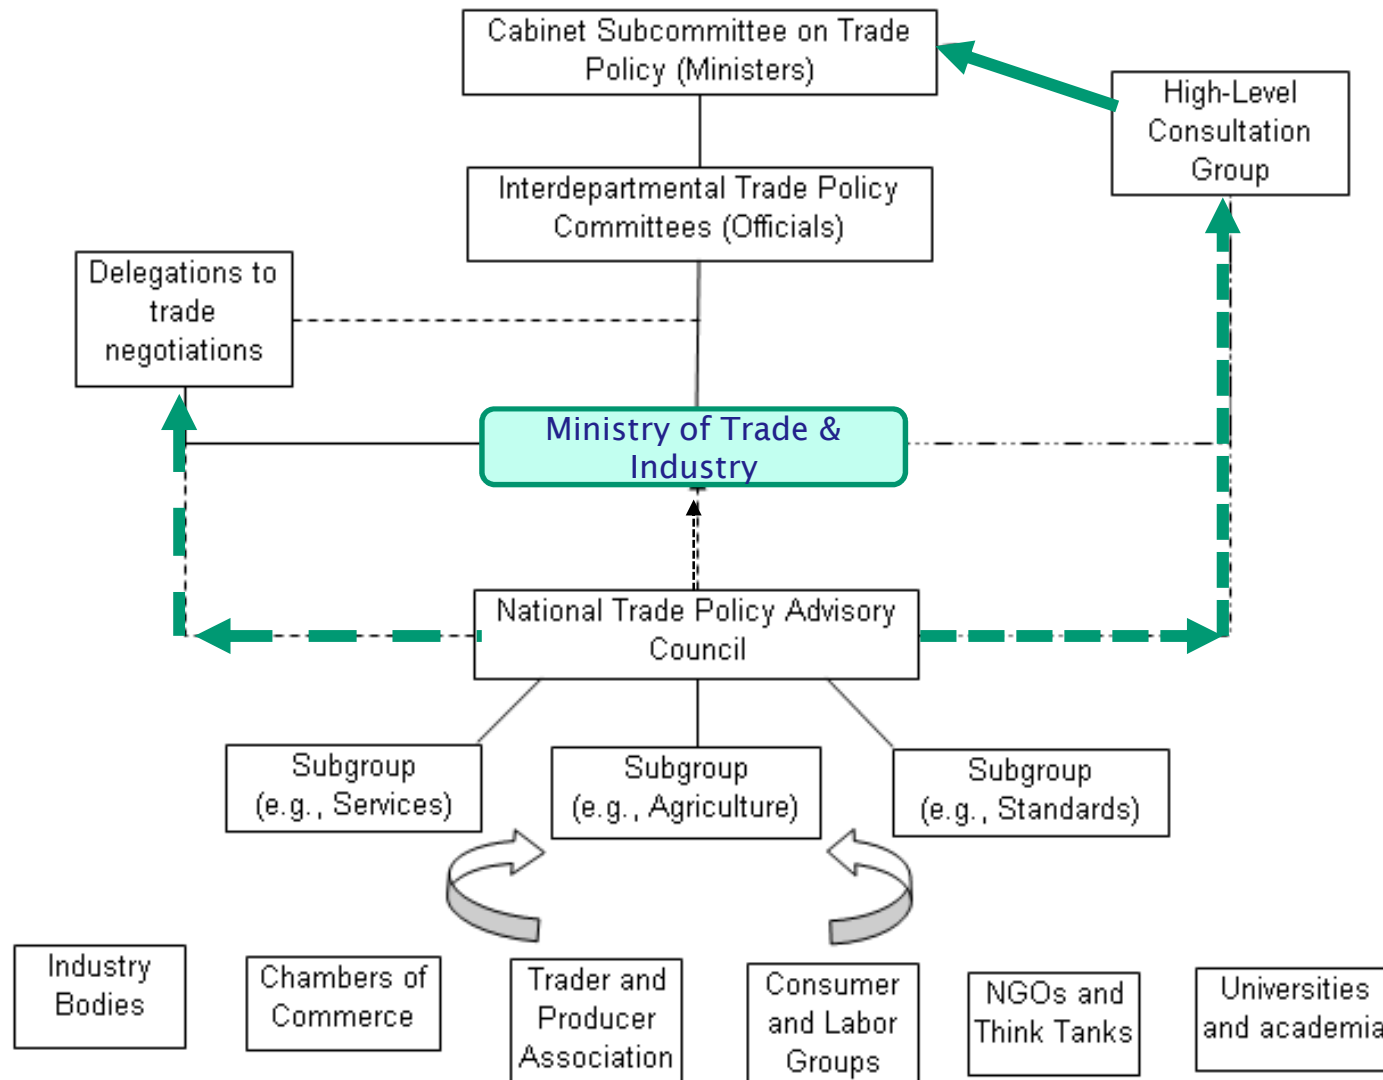 Cabinet Subcommittee on Trade
Policy (Ministers)
High-Level
Consultation
Group
Interdepartmental Trade Policy
Committees (Officials)
Delegations to
trade
negotiations
Ministry of Trade &
Industry
National Trade Policy Advisory
Council
Subgroup
(e.g., Services)
Subgroup
(e.g., Agriculture)
Subgroup
(e.g., Standards)
Industry
Bodies
Chambers of
Commerce
Trader and
Producer
Association
Consumer
and Labor
Groups
NGOs and
Think Tanks
Universities
and academia